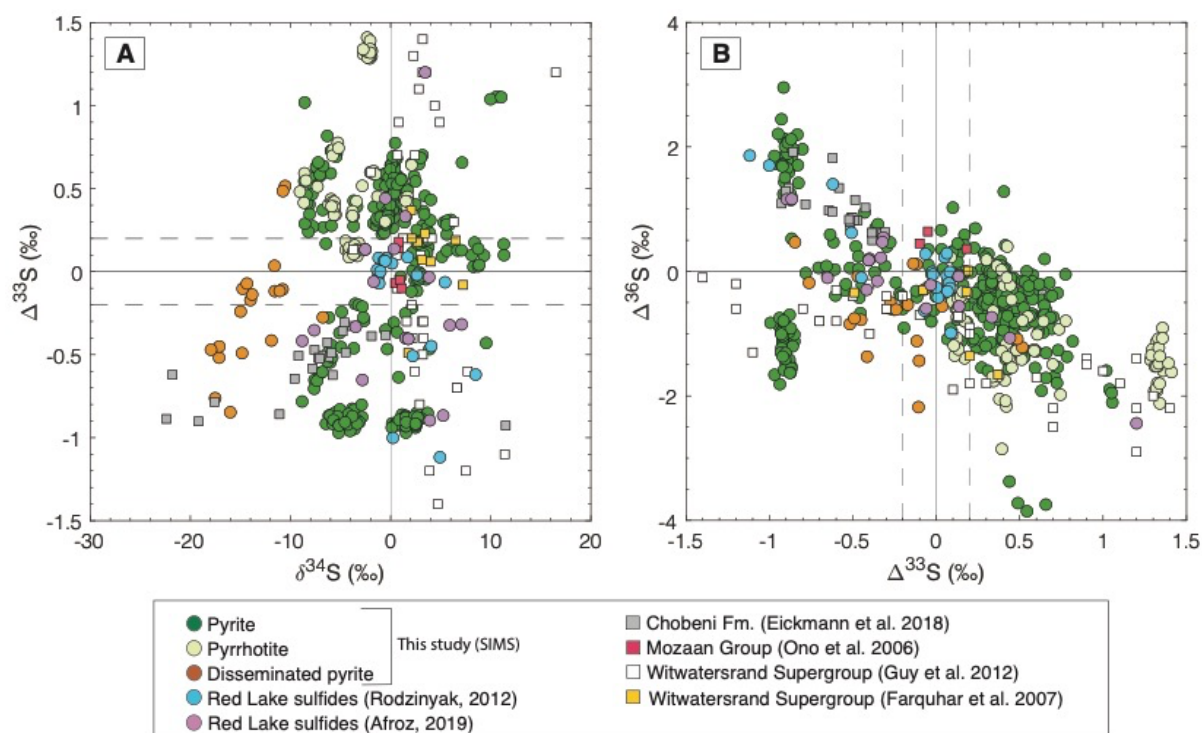 A
B
Δ³³S (‰)
1.5
1
0.5
0
-0.5
-1
-1.5
-30
-20
-10
0
10
20
δ³⁴S (‰)
Δ³⁶S (‰)
4
2
0
-2
-4
-1.5
-1
-0.5
0
0.5
1
1.5
Δ³³S (‰)
Pyrite
Pyrrhotite
Disseminated pyrite
This study (SIMS)
Red Lake sulfides (Rodzinyak, 2012)
Red Lake sulfides (Afroz, 2019)
Chobeni Fm. (Eickmann et al. 2018)
Mozaan Group (Ono et al. 2006)
Witwatersrand Supergroup (Guy et al. 2012)
Witwatersrand Supergroup (Farquhar et al. 2007)